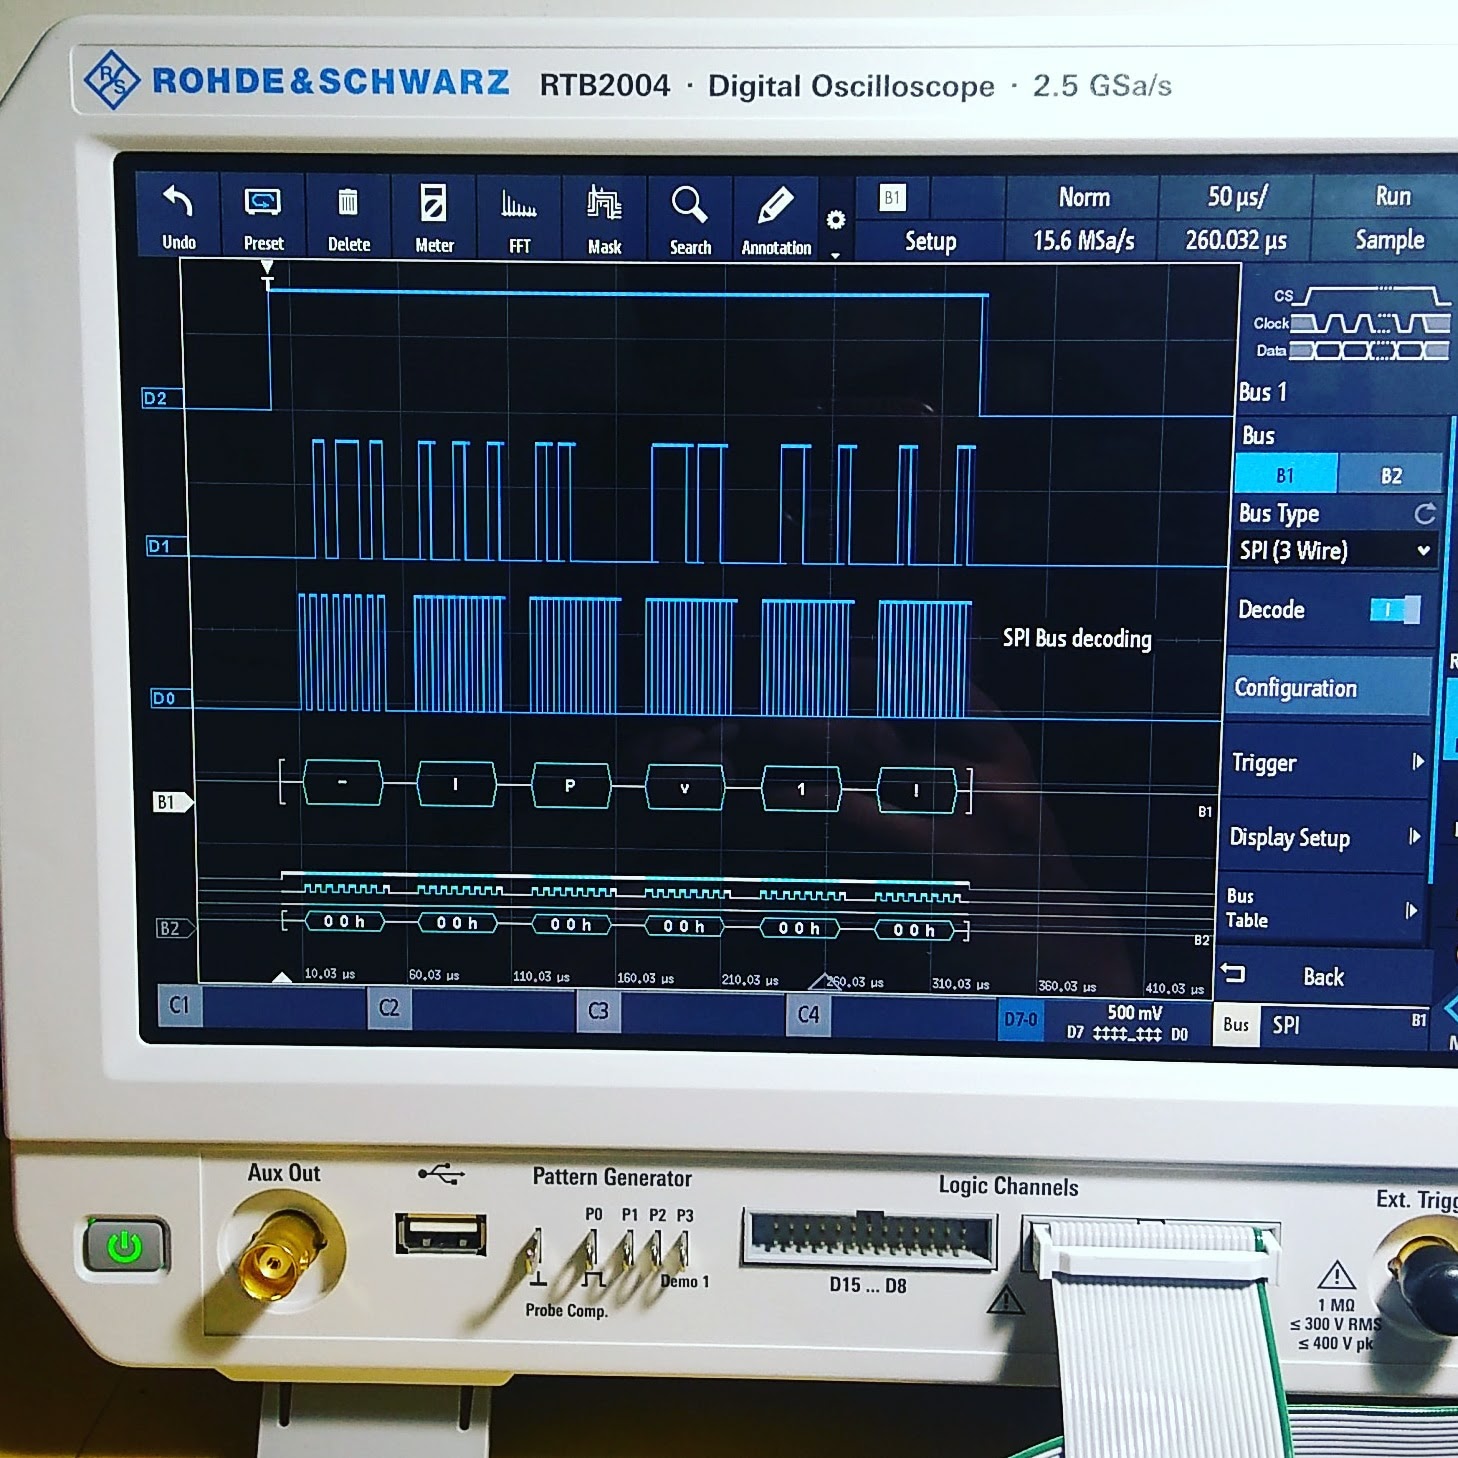 R S ROHDE&SCHWARZ RTB2004 · Digital Oscilloscope · 2.5 GSa/s
Undo Preset Delete Meter FFT Mask Search Annotation
B1 Norm 50 µs/ Run
Setup 15.6 MSa/s 260.032 µs Sample
T
CS
Clock
Data
Bus 1
D2
Bus
B1 B2
Bus Type
D1
SPI (3 Wire)
Decode
SPI Bus decoding
D0
Configuration
Trigger
B1 - I P v 1 ! B1
Display Setup
Bus
Table
B2 00h 00h 00h 00h 00h 00h B2
10.03 µs 60.03 µs 110.03 µs 160.03 µs 210.03 µs 260.03 µs 310.03 µs 360.03 µs 410.03 µs
Back
C1 C2 C3 C4 D7-0 500 mV
D7 D0
Bus SPI B1
Aux Out
Pattern Generator
P0 P1 P2 P3
Demo 1
Probe Comp.
Logic Channels
D15 ... D8
Ext. Trigg
1 MΩ
≤ 300 V RMS
≤ 400 V pk